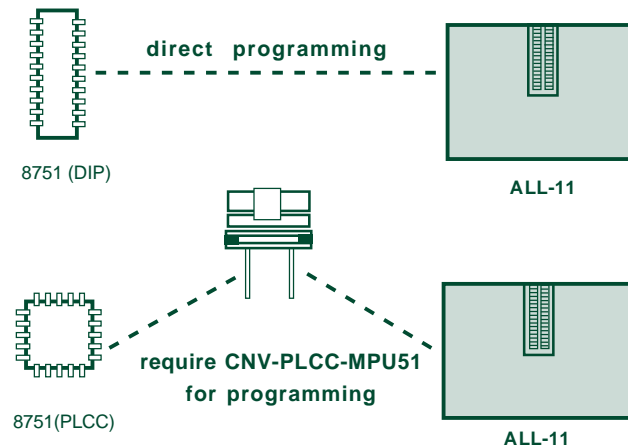 direct programming
8751 (DIP)
ALL-11
require CNV-PLCC-MPU51
for programming
8751(PLCC)
ALL-11